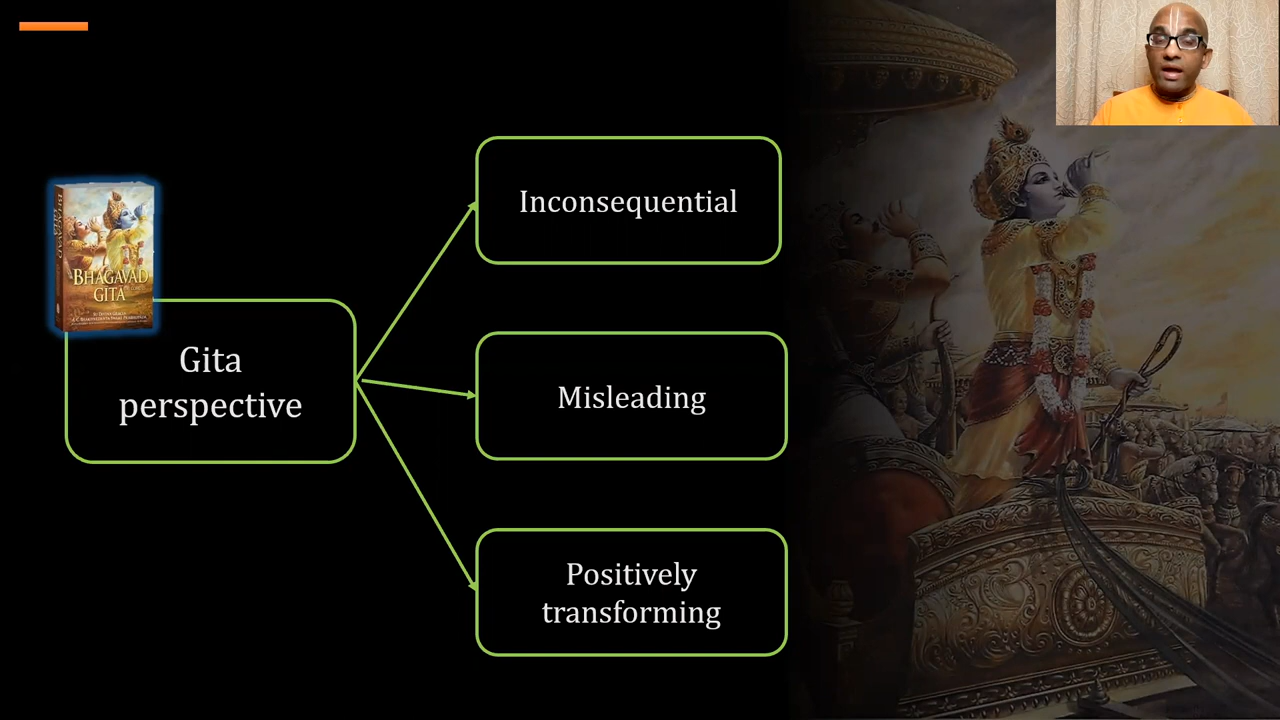 BHAGAVAD
GITA
Gita
perspective
Inconsequential
Misleading
Positively
transforming